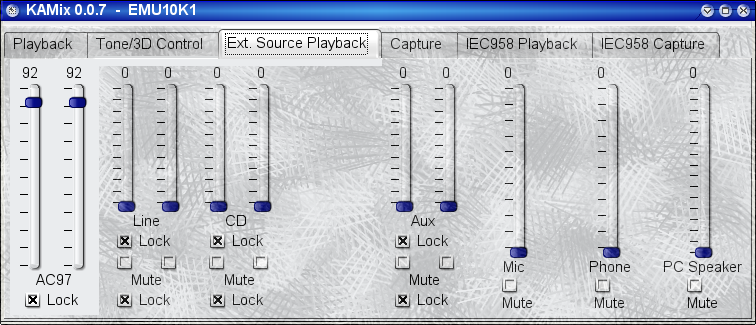 KAMix 0.0.7 - EMU10K1
Playback Tone/3D Control Ext. Source Playback Capture IEC958 Playback IEC958 Capture
92 92 0 0 0 0 0 0 0 0 0
Line CD Aux
Lock Lock Lock
Mic Phone PC Speaker
AC97 Mute Mute Mute
Lock Lock Lock Lock Mute Mute Mute